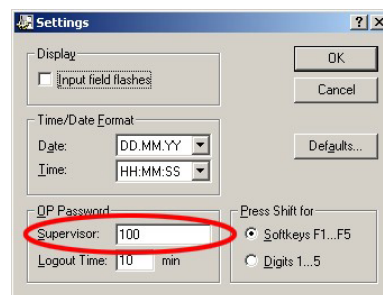 Settings
Display
Input field flashes
OK
Cancel
Time/Date Format
Date: DD.MM.YY
Time: HH:MM:SS
Defaults...
OP Password
Supervisor: 100
Logout Time: 10 min
Press Shift for
Softkeys F1...F5
Digits 1...5